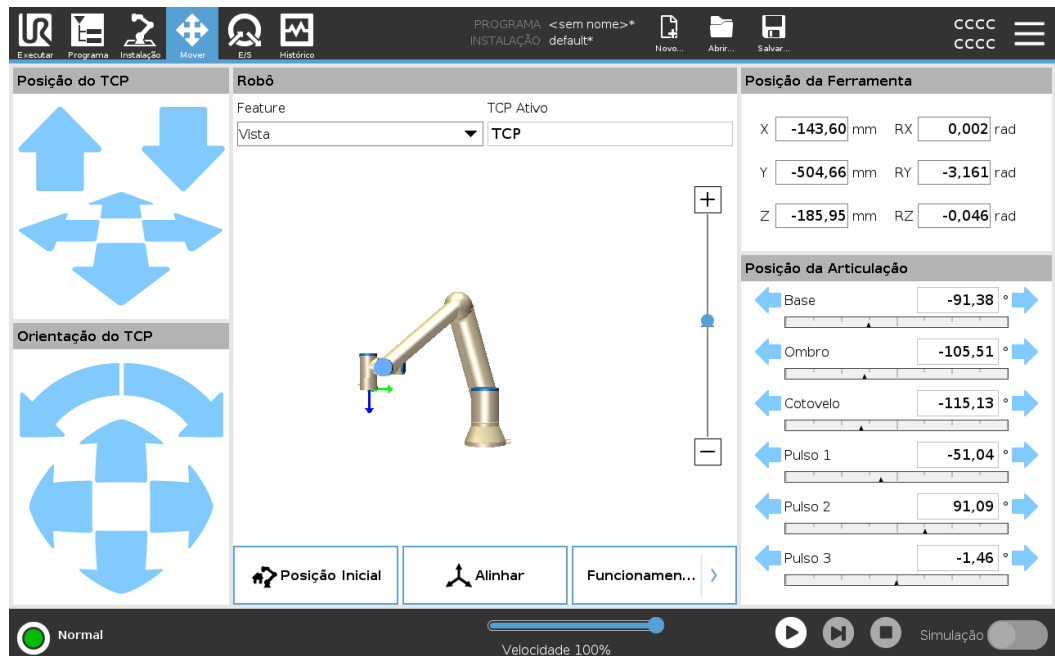 UR
Executar
Programa
Instalação
Mover
E/S
Histórico
PROGRAMA <sem nome>*
INSTALAÇÃO default*
Novo...
Abrir...
Salvar...
CCCC
CCCC
Posição do TCP
Orientação do TCP
Robô
Feature
TCP Ativo
Vista
TCP
+
−
Posição Inicial
Alinhar
Funcionamen...
Posição da Ferramenta
X -143,60 mm RX 0,002 rad
Y -504,66 mm RY -3,161 rad
Z -185,95 mm RZ -0,046 rad
Posição da Articulação
Base -91,38 °
Ombro -105,51 °
Cotovelo -115,13 °
Pulso 1 -51,04 °
Pulso 2 91,09 °
Pulso 3 -1,46 °
Normal
Velocidade 100%
Simulação